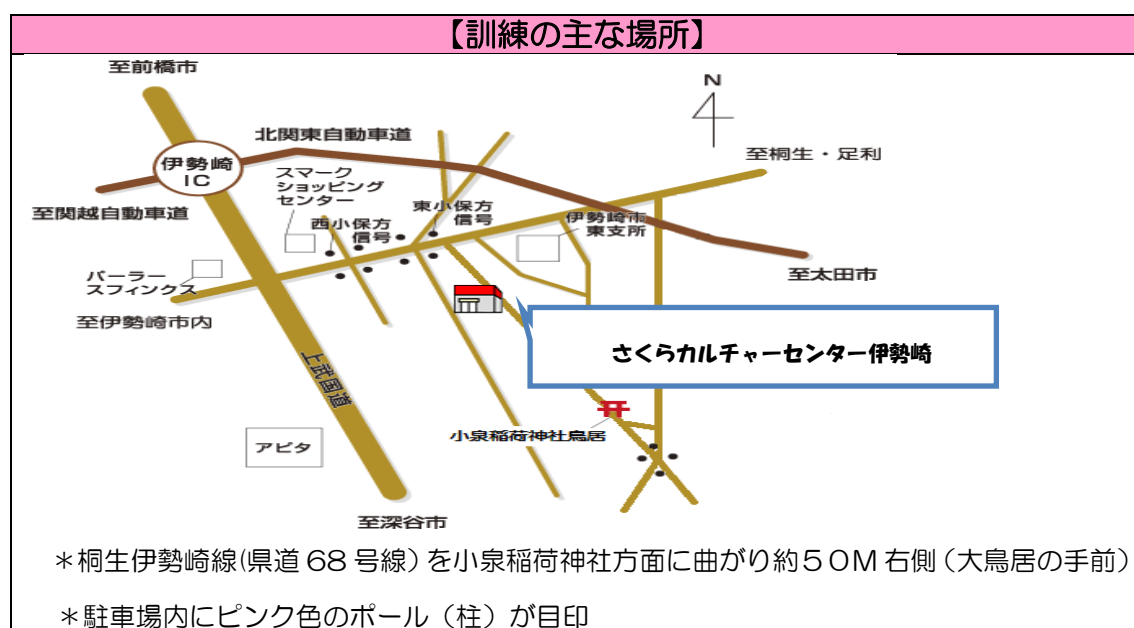 【訓練の主な場所】
至前橋市
N
北関東自動車道
至桐生・足利
伊勢崎
IC
スマーク
ショッピング
センター
至関越自動車道
東小保方
信号
西小保方
信号
伊勢崎市
東支所
至太田市
パーラー
スフィンクス
至伊勢崎市内
さくらカルチャーセンター伊勢崎
上武国道
小泉稲荷神社鳥居
アピタ
至深谷市
＊桐生伊勢崎線(県道68号線)を小泉稲荷神社方面に曲がり約50M右側（大鳥居の手前）
＊駐車場内にピンク色のポール（柱）が目印